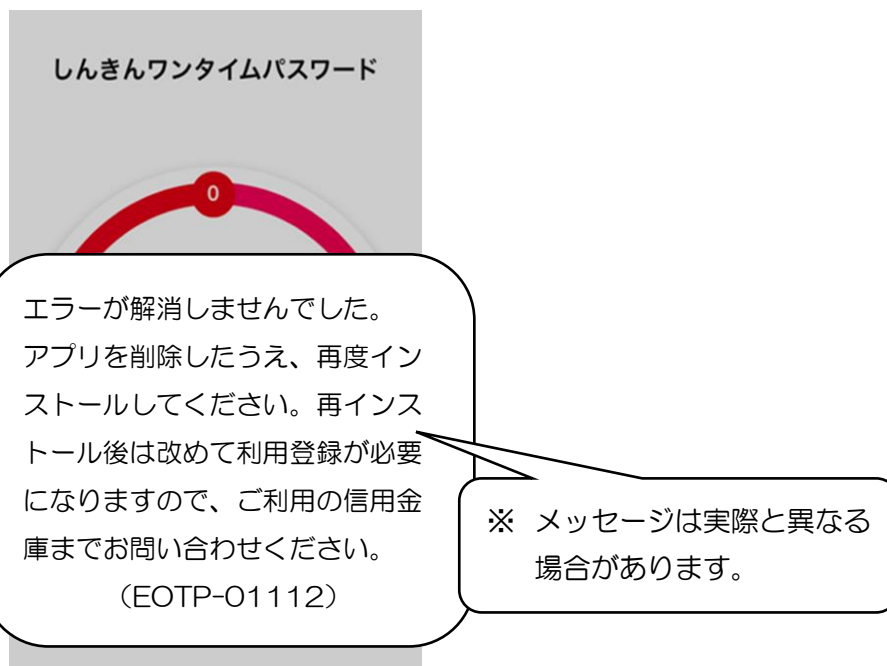 しんきんワンタイムパスワード
0
エラーが解消しませんでした。
アプリを削除したうえ、再度イン
ストールしてください。再インス
トール後は改めて利用登録が必要
になりますので、ご利用の信用金
庫までお問い合わせください。
（EOTP-01112）
※ メッセージは実際と異なる
場合があります。